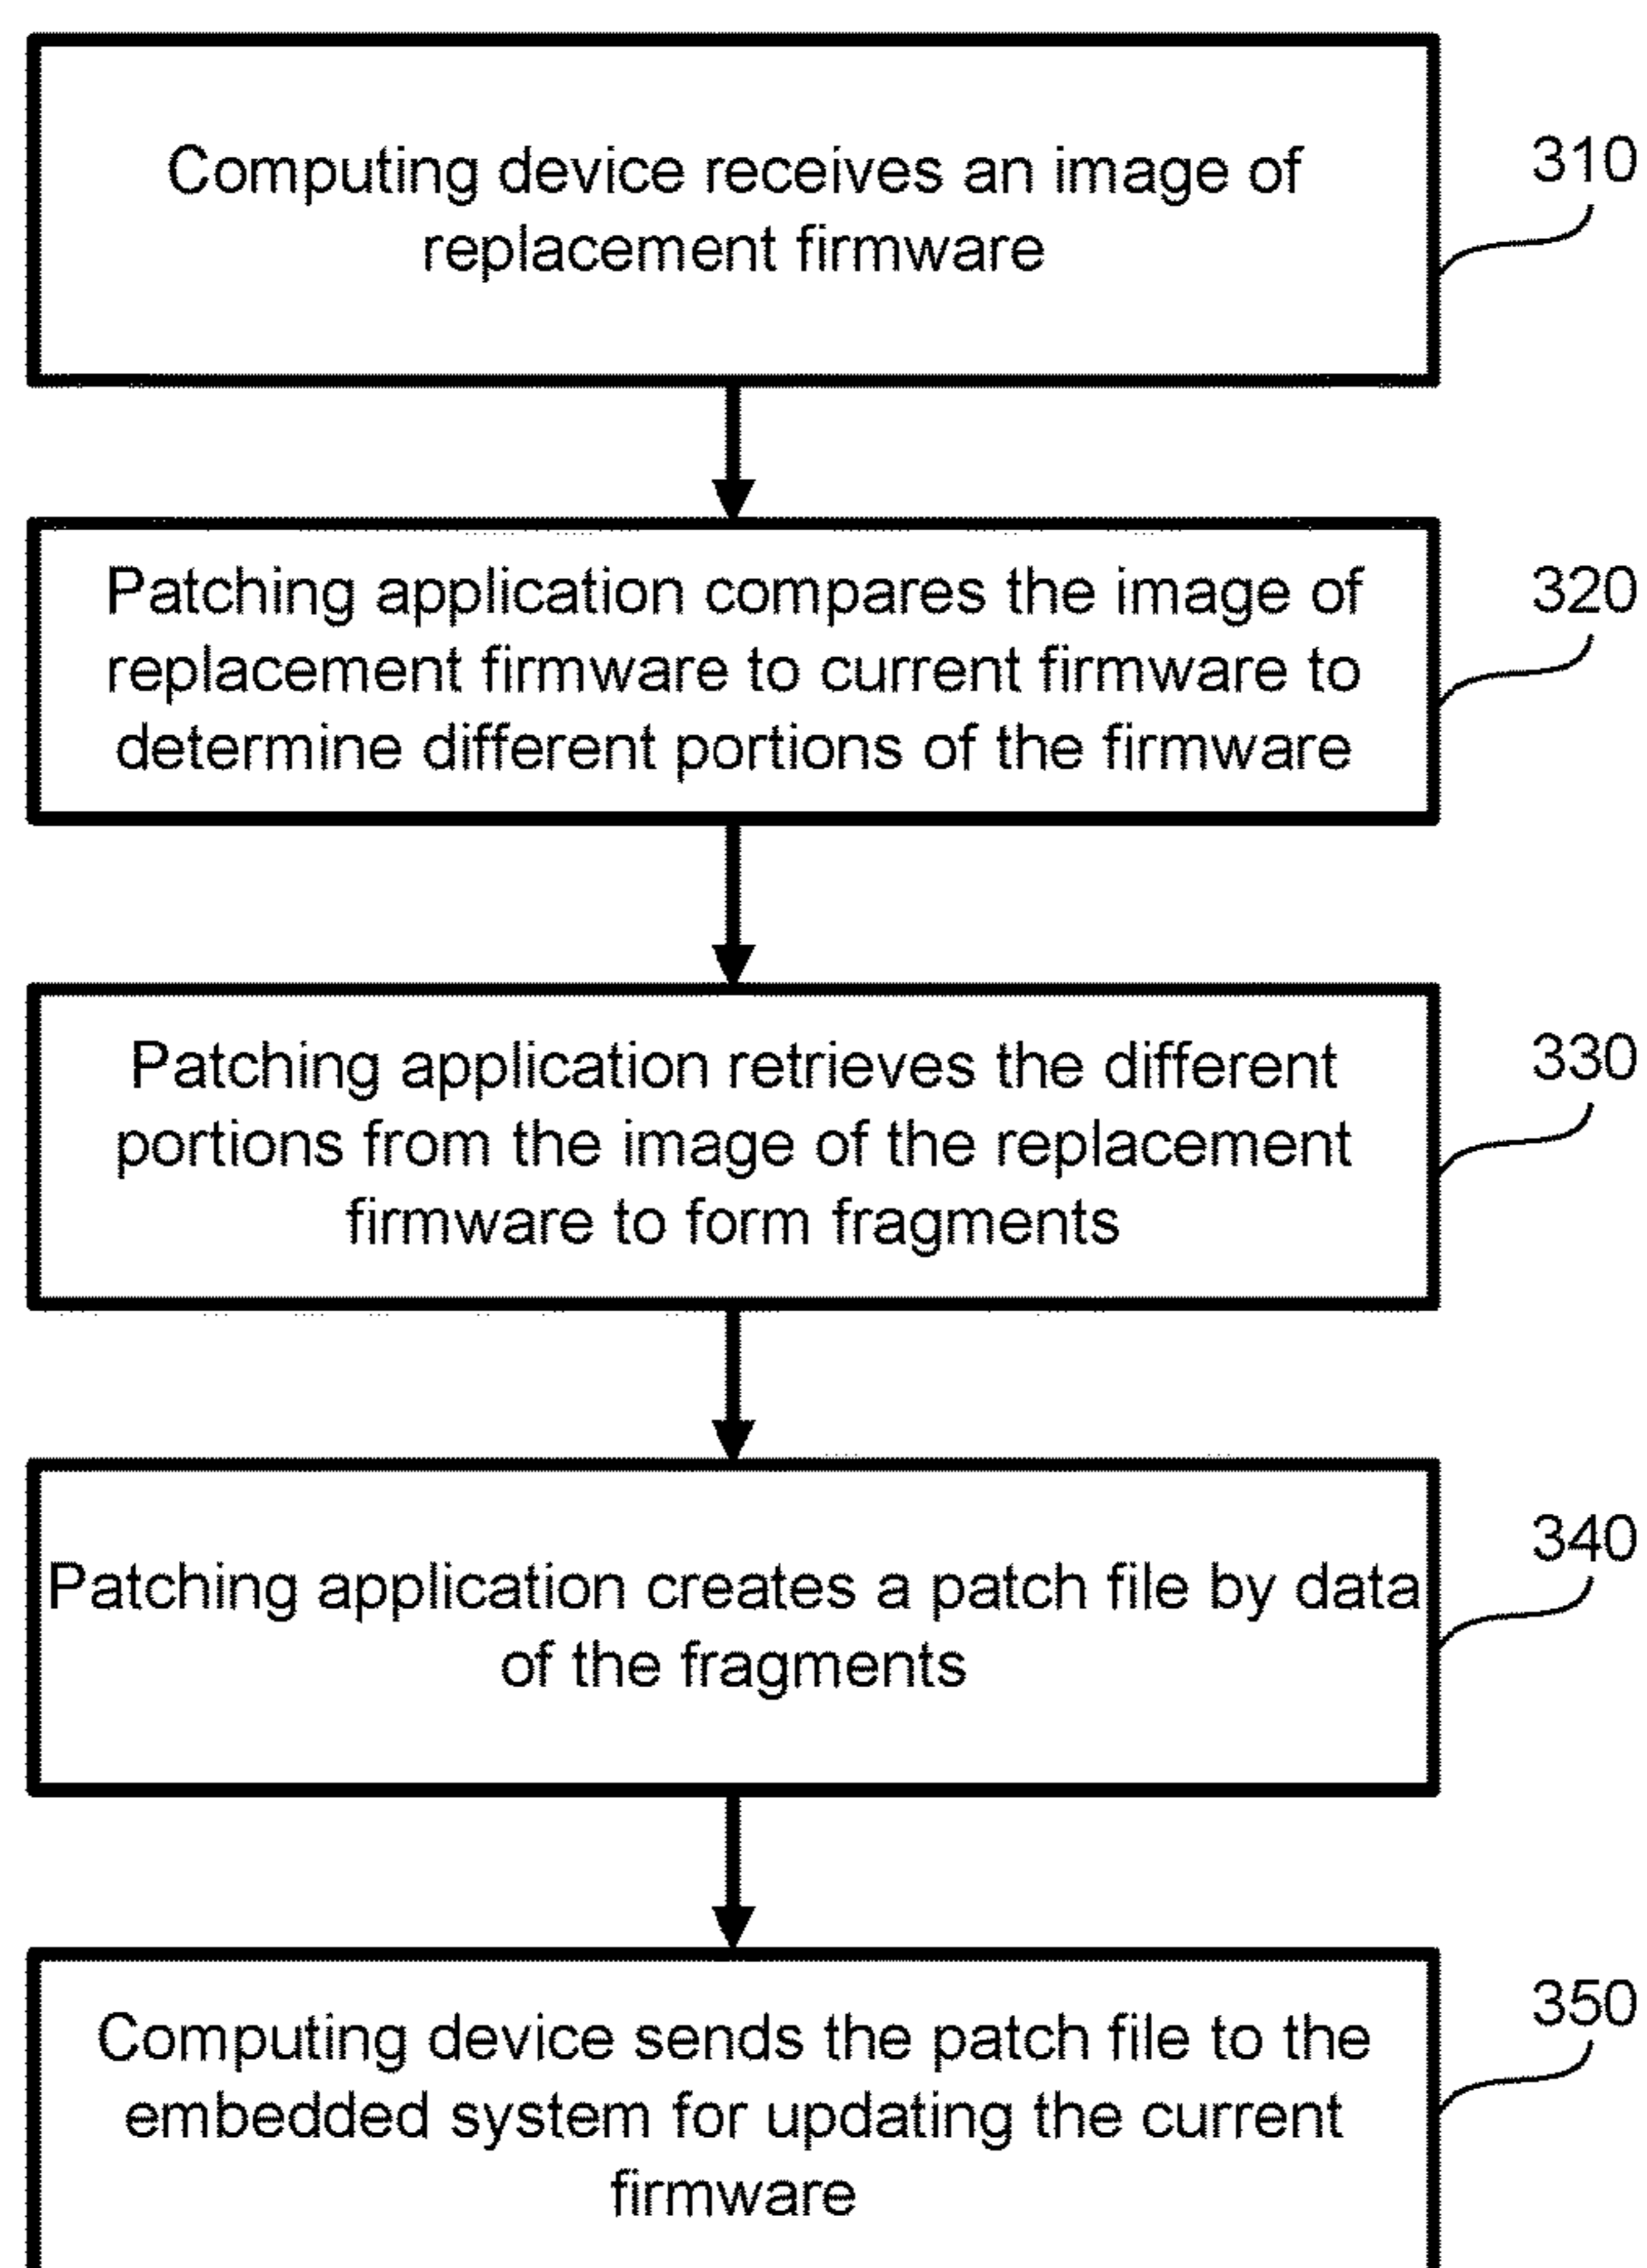 Computing device receives an image of
replacement firmware
310
Patching application compares the image of
replacement firmware to current firmware to
determine different portions of the firmware
320
Patching application retrieves the different
portions from the image of the replacement
firmware to form fragments
330
Patching application creates a patch file by data
of the fragments
340
Computing device sends the patch file to the
embedded system for updating the current
firmware
350